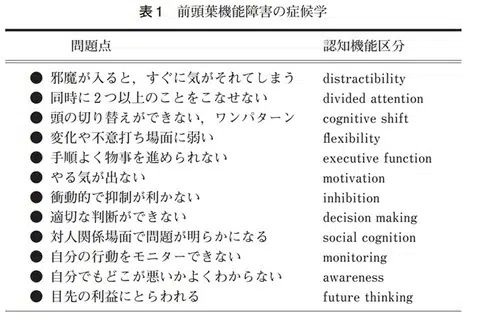 表1 前頭葉機能障害の症候学
問題点 認知機能区分
● 邪魔が入ると，すぐに気がそれてしまう distractibility
● 同時に2つ以上のことをこなせない divided attention
● 頭の切り替えができない，ワンパターン cognitive shift
● 変化や不意打ち場面に弱い flexibility
● 手順よく物事を進められない executive function
● やる気が出ない motivation
● 衝動的で抑制が利かない inhibition
● 適切な判断ができない decision making
● 対人関係場面で問題が明らかになる social cognition
● 自分の行動をモニターできない monitoring
● 自分でもどこが悪いかよくわからない awareness
● 目先の利益にとらわれる future thinking